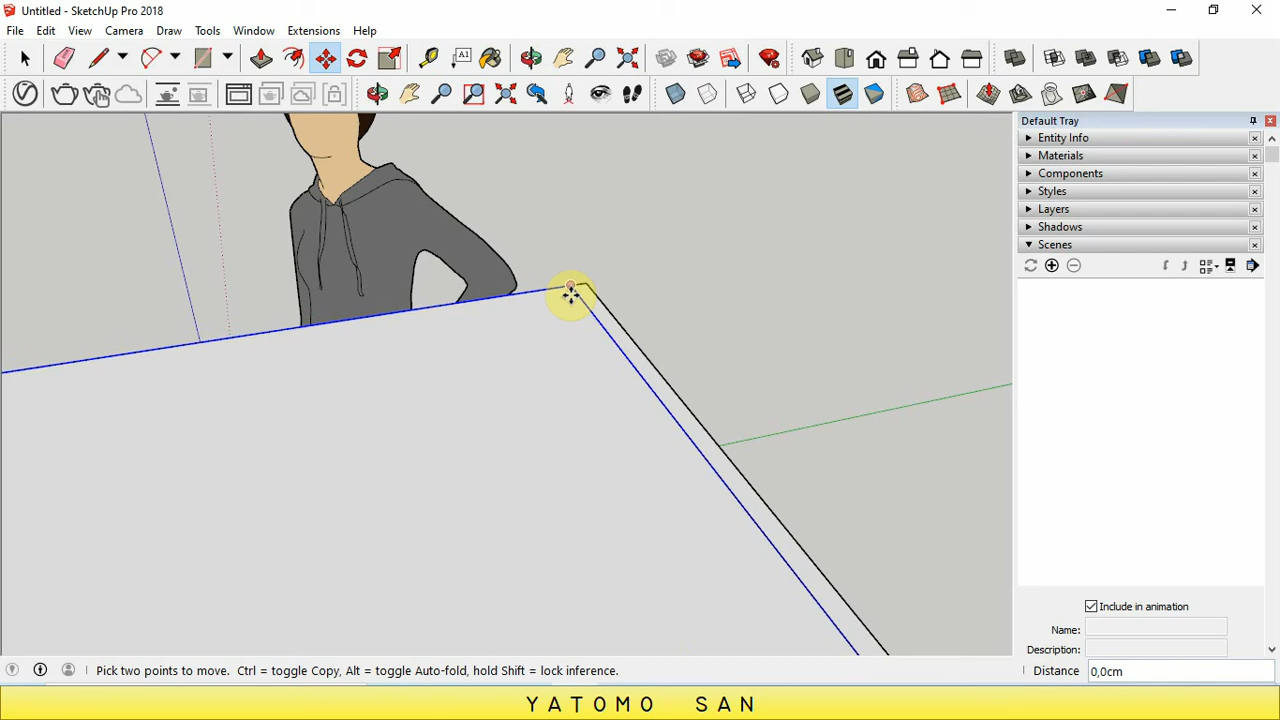 Untitled - SketchUp Pro 2018
File Edit View Camera Draw Tools Window Extensions Help
A1
Default Tray
Entity Info
Materials
Components
Styles
Layers
Shadows
Scenes
Include in animation
Name:
Description:
Pick two points to move. Ctrl = toggle Copy, Alt = toggle Auto-fold, hold Shift = lock inference.
Distance 0,0cm
YATOMO SAN